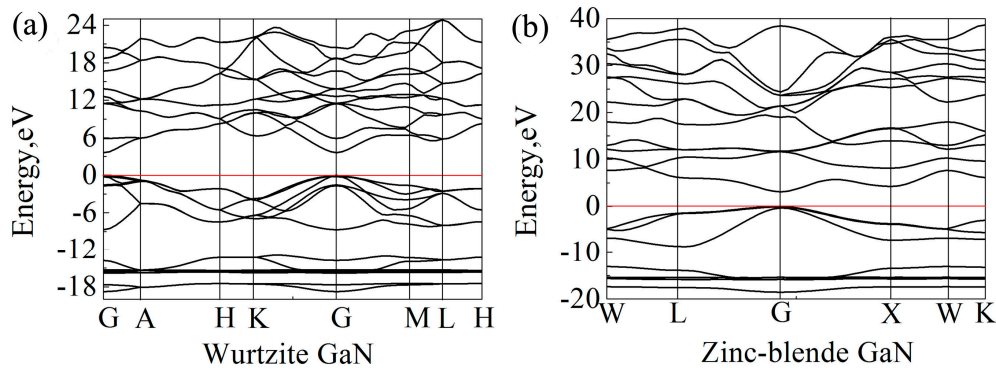 (a)
Energy,eV
24
18
12
6
0
-6
-12
-18
G A H K G M L H
Wurtzite GaN
(b)
Energy,eV
40
30
20
10
0
-10
-20
W L G X W K
Zinc-blende GaN